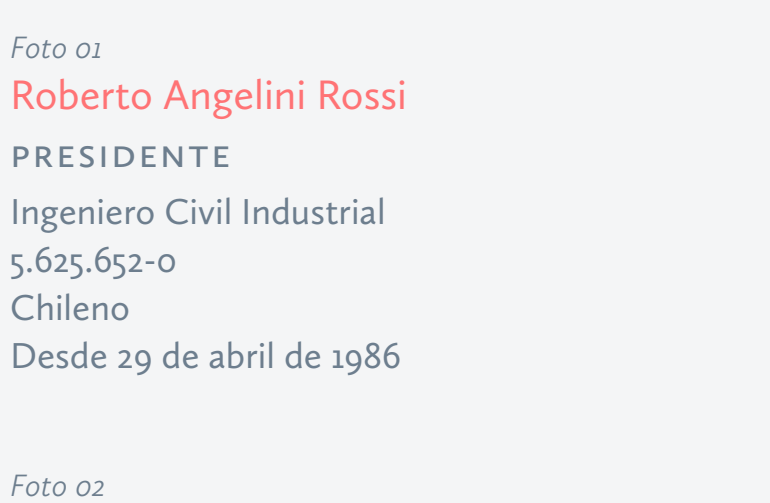 Foto 01
Roberto Angelini Rossi
PRESIDENTE
Ingeniero Civil Industrial
5.625.652-0
Chileno
Desde 29 de abril de 1986
Foto 02